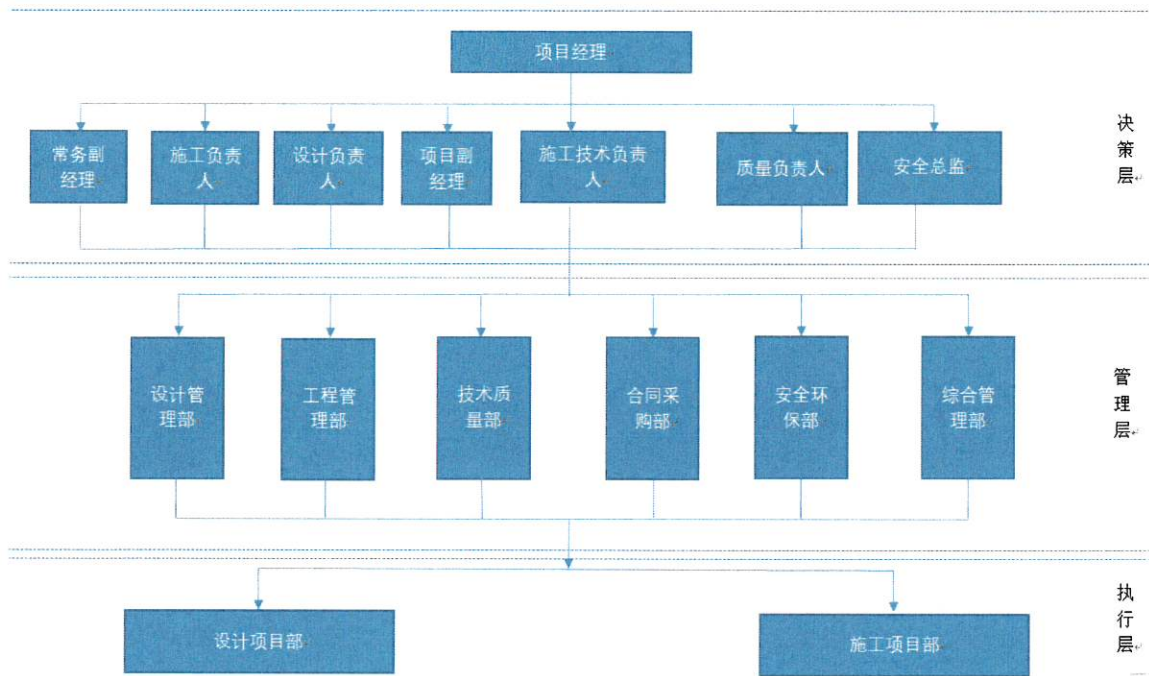 项目经理
常务副
经理
施工负责
人
设计负责
人
项目副
经理
施工技术负责
人
质量负责人
安全总监
决
策
层
设计管
理部
工程管
理部
技术质
量部
合同采
购部
安全环
保部
综合管
理部
管
理
层
设计项目部
施工项目部
执
行
层